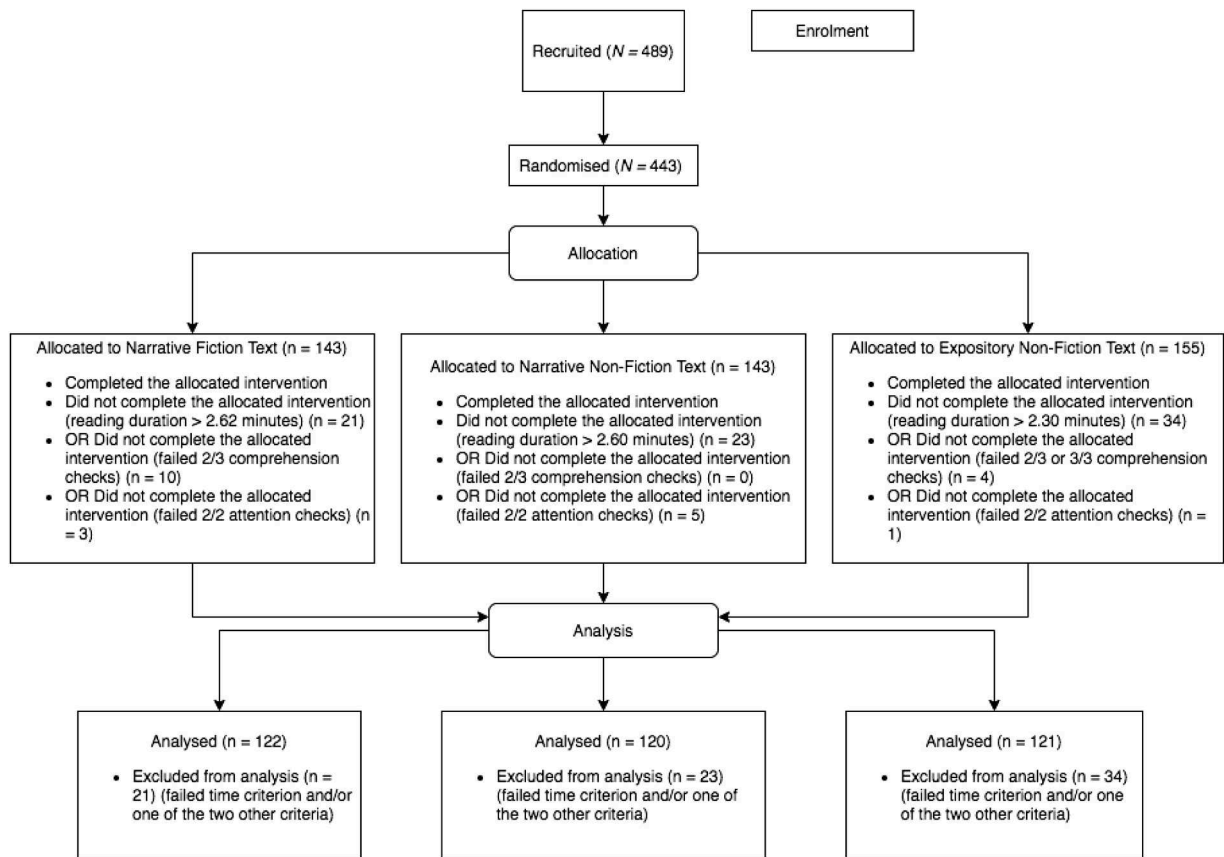 Recruited (N = 489)
Enrolment
Randomised (N = 443)
Allocation
Allocated to Narrative Fiction Text (n = 143)
• Completed the allocated intervention
• Did not complete the allocated intervention
(reading duration > 2.62 minutes) (n = 21)
• OR Did not complete the allocated
intervention (failed 2/3 comprehension
checks) (n = 10)
• OR Did not complete the allocated
intervention (failed 2/2 attention checks) (n
= 3)
Allocated to Narrative Non-Fiction Text (n = 143)
• Completed the allocated intervention
• Did not complete the allocated intervention
(reading duration > 2.60 minutes) (n = 23)
• OR Did not complete the allocated intervention
(failed 2/3 comprehension checks) (n = 0)
• OR Did not complete the allocated intervention
(failed 2/2 attention checks) (n = 5)
Allocated to Expository Non-Fiction Text (n = 155)
• Completed the allocated intervention
• Did not complete the allocated intervention
(reading duration > 2.30 minutes) (n = 34)
• OR Did not complete the allocated
intervention (failed 2/3 or 3/3 comprehension
checks) (n = 4)
• OR Did not complete the allocated
intervention (failed 2/2 attention checks) (n =
1)
Analysis
Analysed (n = 122)
• Excluded from analysis (n =
21) (failed time criterion and/or
one of the two other criteria)
Analysed (n = 120)
• Excluded from analysis (n = 23)
(failed time criterion and/or one of
the two other criteria)
Analysed (n = 121)
• Excluded from analysis (n = 34)
(failed time criterion and/or one
of the two other criteria)